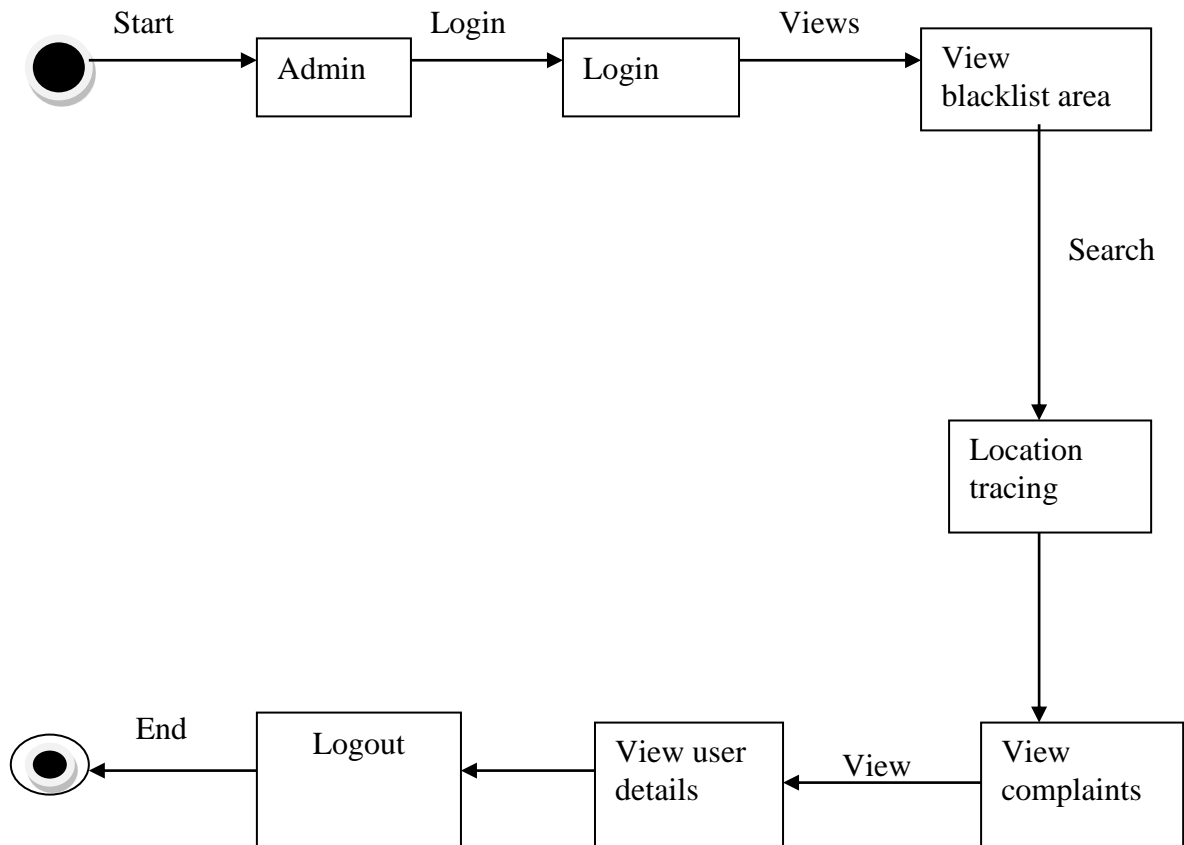 Start
Login
Views
Admin
Login
View
blacklist area
Search
Location
tracing
End
Logout
View user
details
View
View
complaints